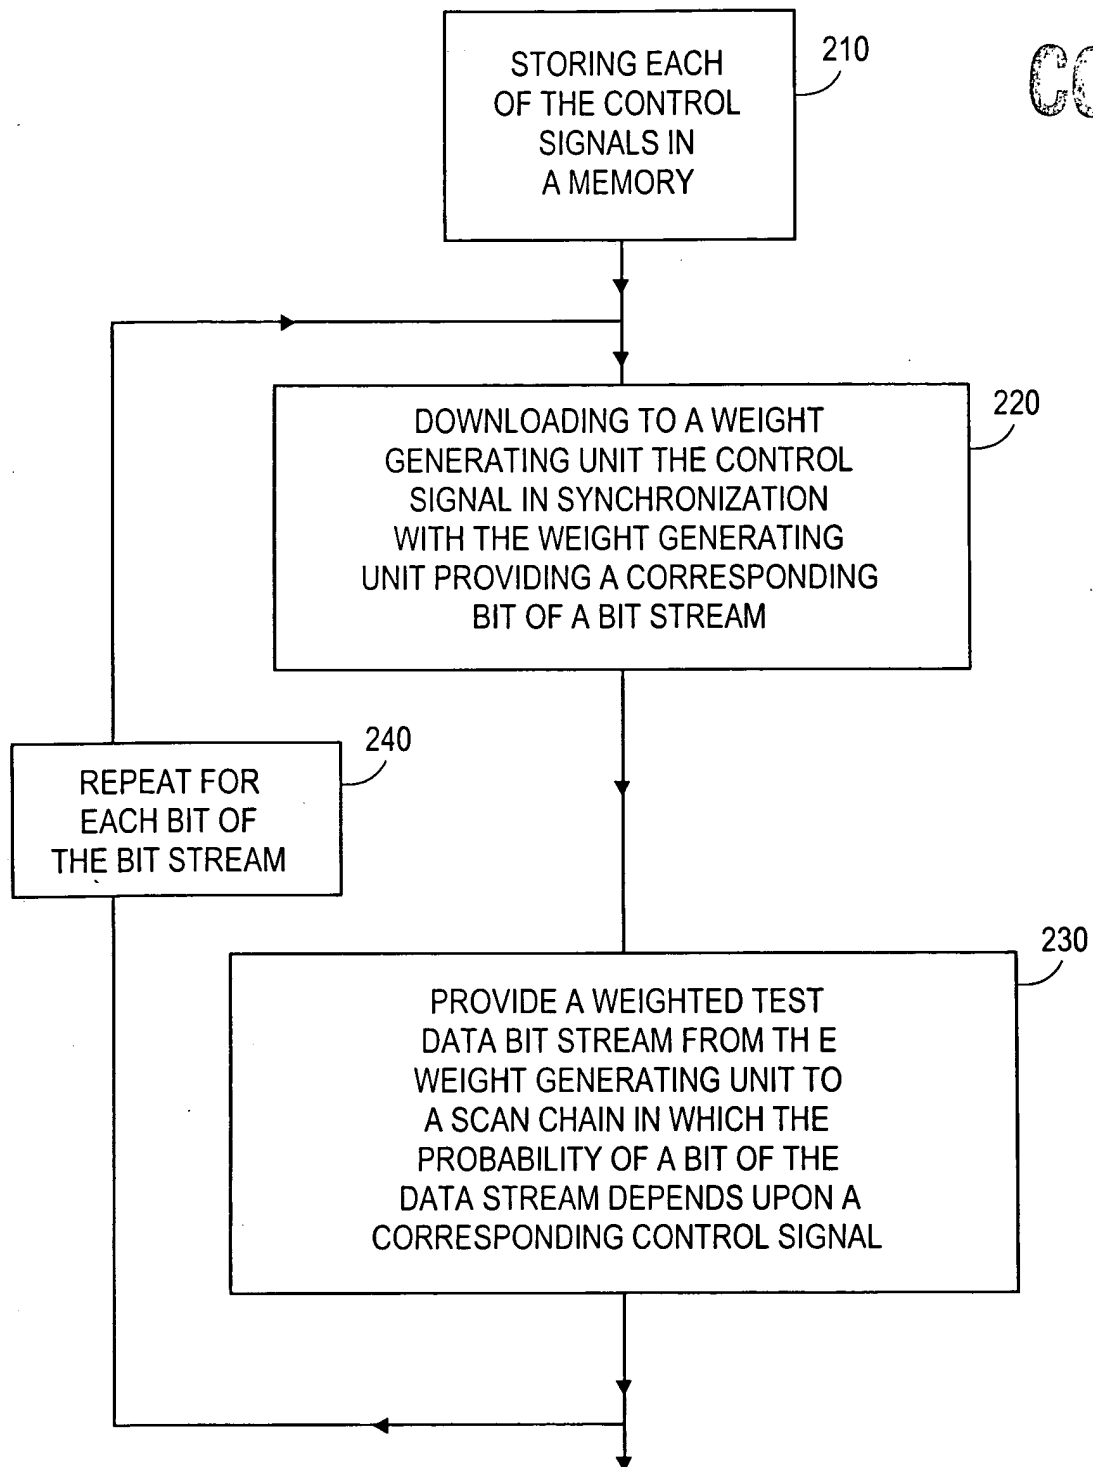 STORING EACH
OF THE CONTROL
SIGNALS IN
A MEMORY
210
DOWNLOADING TO A WEIGHT
GENERATING UNIT THE CONTROL
SIGNAL IN SYNCHRONIZATION
WITH THE WEIGHT GENERATING
UNIT PROVIDING A CORRESPONDING
BIT OF A BIT STREAM
220
240
REPEAT FOR
EACH BIT OF
THE BIT STREAM
230
PROVIDE A WEIGHTED TEST
DATA BIT STREAM FROM TH E
WEIGHT GENERATING UNIT TO
A SCAN CHAIN IN WHICH THE
PROBABILITY OF A BIT OF THE
DATA STREAM DEPENDS UPON A
CORRESPONDING CONTROL SIGNAL